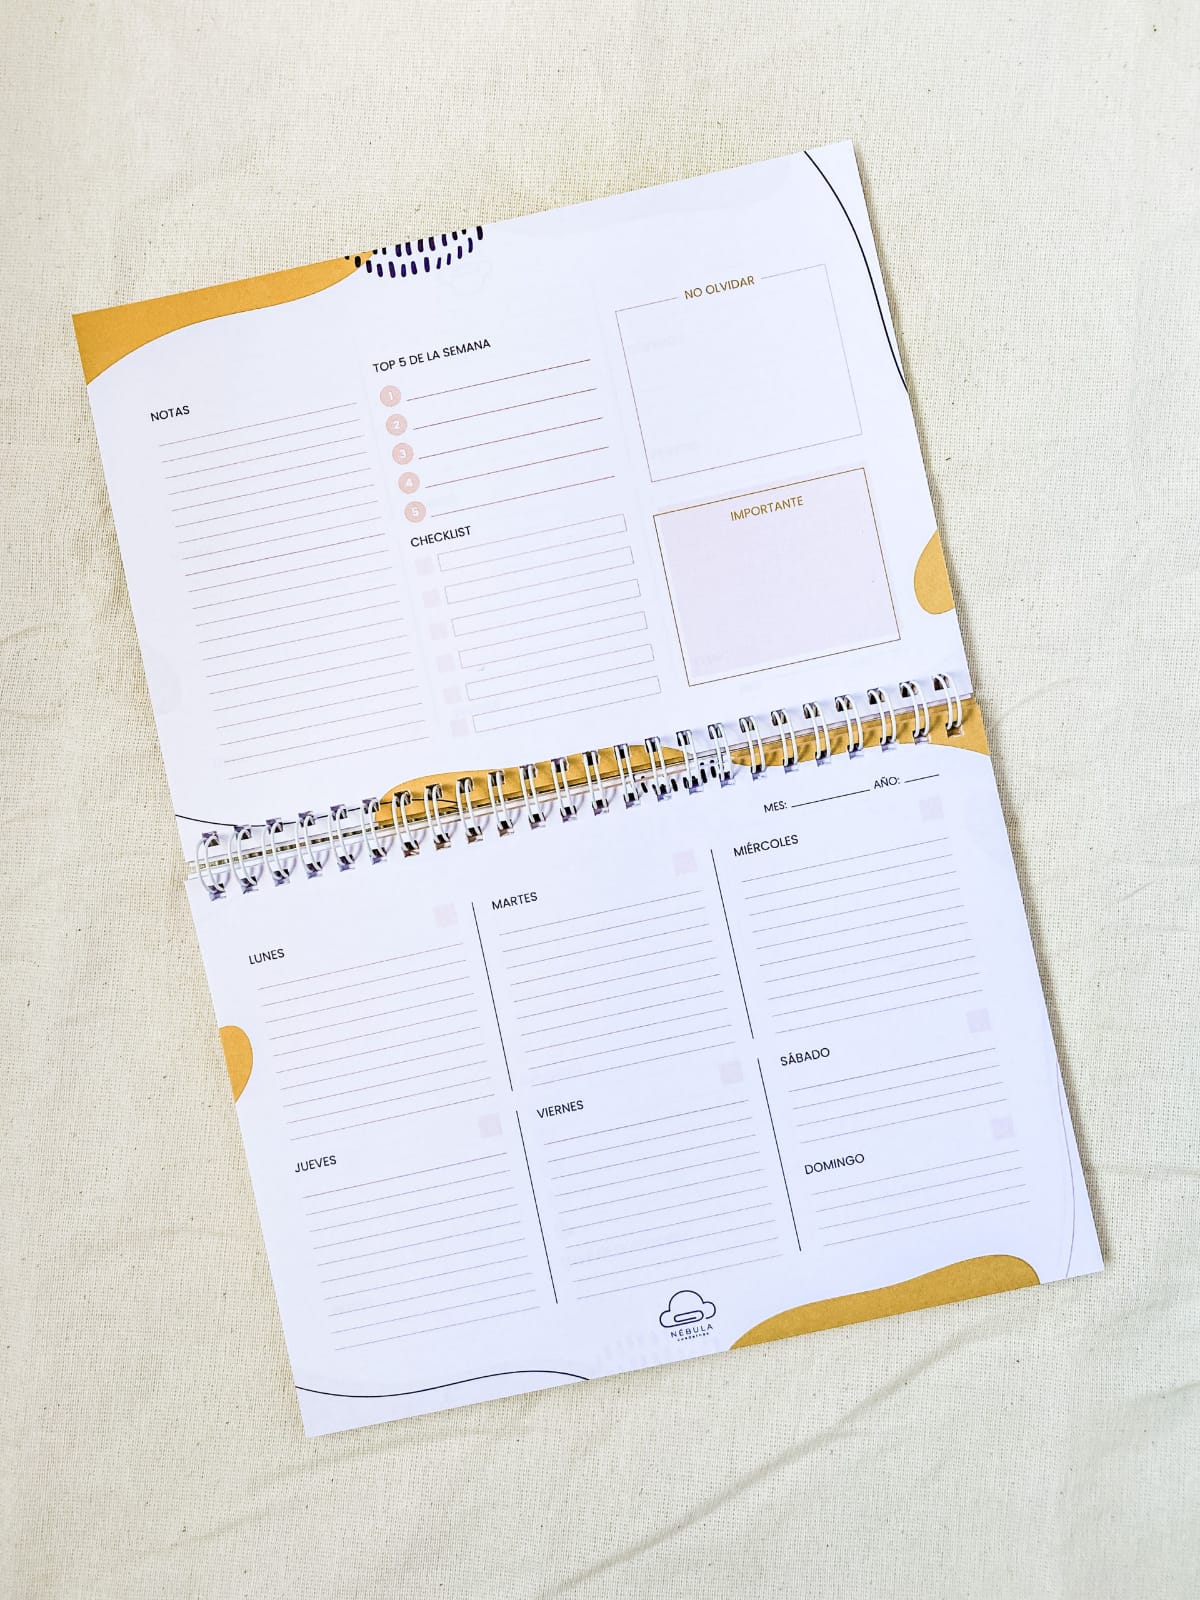 NOTAS
TOP 5 DE LA SEMANA
1
2
3
4
5
CHECKLIST
NO OLVIDAR
IMPORTANTE
MES: AÑO:
LUNES
MARTES
MIÉRCOLES
JUEVES
VIERNES
SÁBADO
DOMINGO
NÉBULA
CUADERNOS